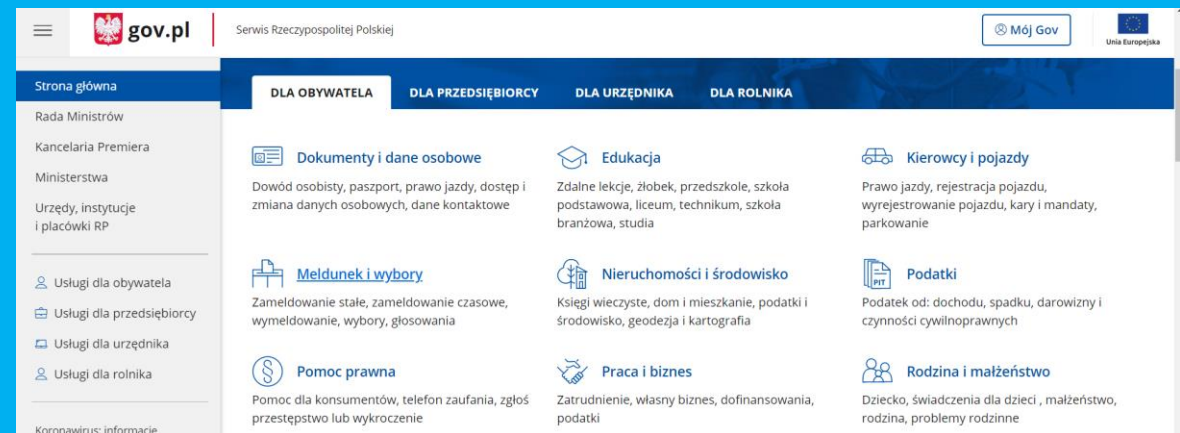 gov.pl
Serwis Rzeczypospolitej Polskiej
Mój Gov
Unia Europejska
Strona główna
Rada Ministrów
Kancelaria Premiera
Ministerstwa
Urzędy, instytucje
i placówki RP
Usługi dla obywatela
Usługi dla przedsiębiorcy
Usługi dla urzędnika
Usługi dla rolnika
Koronawirus: informacje
DLA OBYWATELA DLA PRZEDSIĘBIORCY DLA URZĘDNIKA DLA ROLNIKA
Dokumenty i dane osobowe
Dowód osobisty, paszport, prawo jazdy, dostęp i
zmiana danych osobowych, dane kontaktowe
Edukacja
Zdalne lekcje, żłobek, przedszkole, szkoła
podstawowa, liceum, technikum, szkoła
branżowa, studia
Kierowcy i pojazdy
Prawo jazdy, rejestracja pojazdu,
wyrejestrowanie pojazdu, kary i mandaty,
parkowanie
Meldunek i wybory
Zameldowanie stałe, zameldowanie czasowe,
wymeldowanie, wybory, głosowania
Nieruchomości i środowisko
Księgi wieczyste, dom i mieszkanie, podatki i
środowisko, geodezja i kartografia
PIT
Podatki
Podatek od: dochodu, spadku, darowizny i
czynności cywilnoprawnych
§
Pomoc prawna
Pomoc dla konsumentów, telefon zaufania, zgłoś
przestępstwo lub wykroczenie
Praca i biznes
Zatrudnienie, własny biznes, dofinansowania,
podatki
Rodzina i małżeństwo
Dziecko, świadczenia dla dzieci , małżeństwo,
rodzina, problemy rodzinne